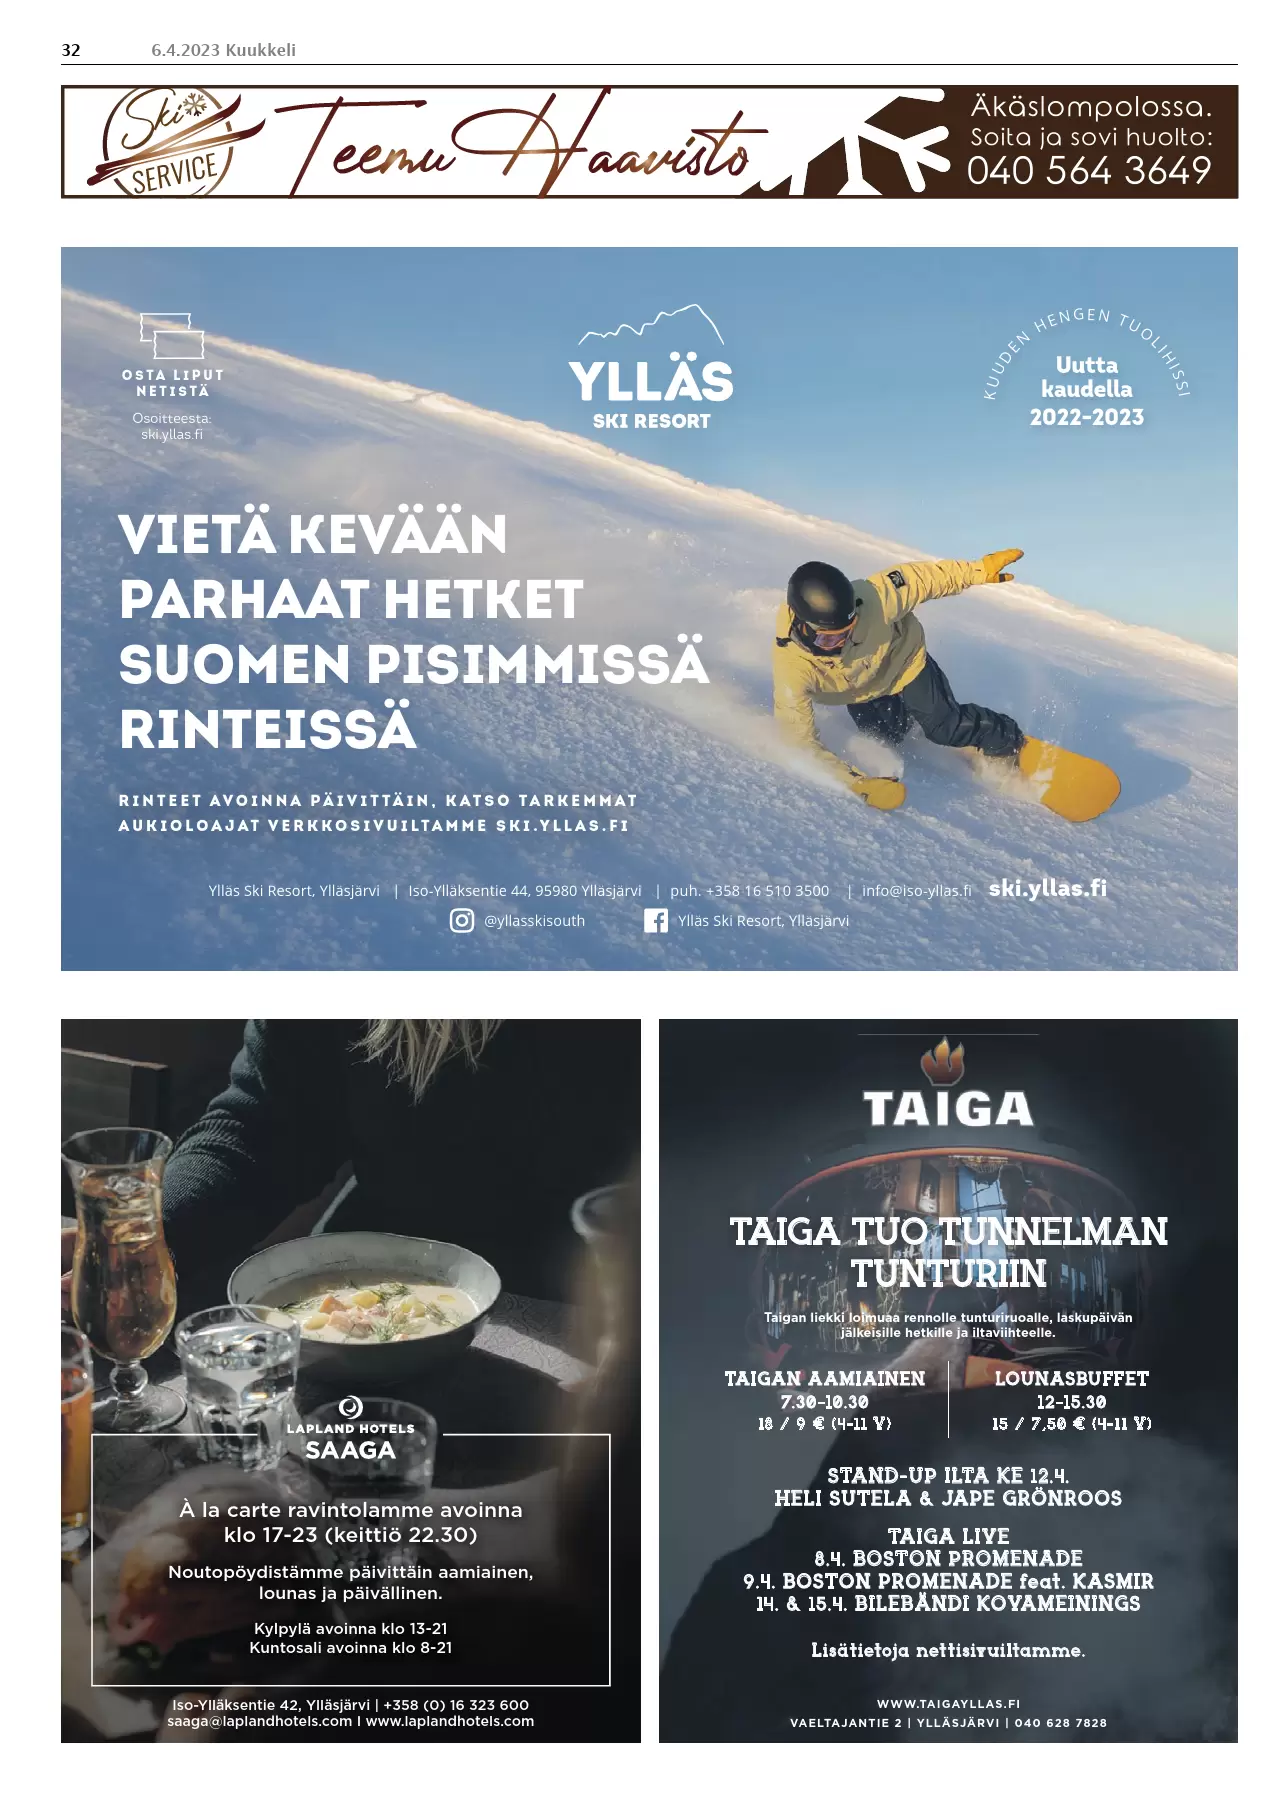 32
6.4.2023 Kuukkeli
Ski
SERVICE
Teemu Haavisto
Äkäslompolossa.
Soita ja sovi huolto:
040 564 3649
OSTA LIPUT
NETISTÄ
Osoitteesta:
ski.yllas.fi
YLLÄS
SKI RESORT
KUUDEN HENGEN TUOLIHISSI
Uutta
kaudella
2022-2023
VIETÄ KEVÄÄN
PARHAAT HETKET
SUOMEN PISIMMISSÄ
RINTEISSÄ
RINTEET AVOINNA PÄIVITTÄIN, KATSO TARKEMMAT
AUKIOLOAJAT VERKKOSIVUILTAMME SKI.YLLAS.FI
Ylläs Ski Resort, Ylläsjärvi | Iso-Ylläksentie 44, 95980 Ylläsjärvi | puh. +358 16 510 3500 | info@iso-yllas.fi ski.yllas.fi
@yllasskisouth Ylläs Ski Resort, Ylläsjärvi
LAPLAND HOTELS
SAAGA
À la carte ravintolamme avoinna
klo 17-23 (keittiö 22.30)
Noutopöydistämme päivittäin aamiainen,
lounas ja päivällinen.
Kylpylä avoinna klo 13-21
Kuntosali avoinna klo 8-21
Iso-Ylläksentie 42, Ylläsjärvi | +358 (0) 16 323 600
saaga@laplandhotels.com I www.laplandhotels.com
TAIGA
TAIGA TUO TUNNELMAN
TUNTURIIN
Taigan liekki loimuaa rennolle tunturiruoalle, laskupäivän
jälkeisille hetkille ja iltaviihteelle.
TAIGAN AAMIAINEN
7.30-10.30
18 / 9 € (4-11 V)
LOUNASBUFFET
12-15.30
15 / 7,50 € (4-11 V)
STAND-UP ILTA KE 12.4.
HELI SUTELA & JAPE GRÖNROOS
TAIGA LIVE
8.4. BOSTON PROMENADE
9.4. BOSTON PROMENADE feat. KASMIR
14. & 15.4. BILEBÄNDI KOVAMEININGS
Lisätietoja nettisivuiltamme.
WWW.TAIGAYLLAS.FI
VAELTAJANTIE 2 | YLLÄSJÄRVI | 040 628 7828